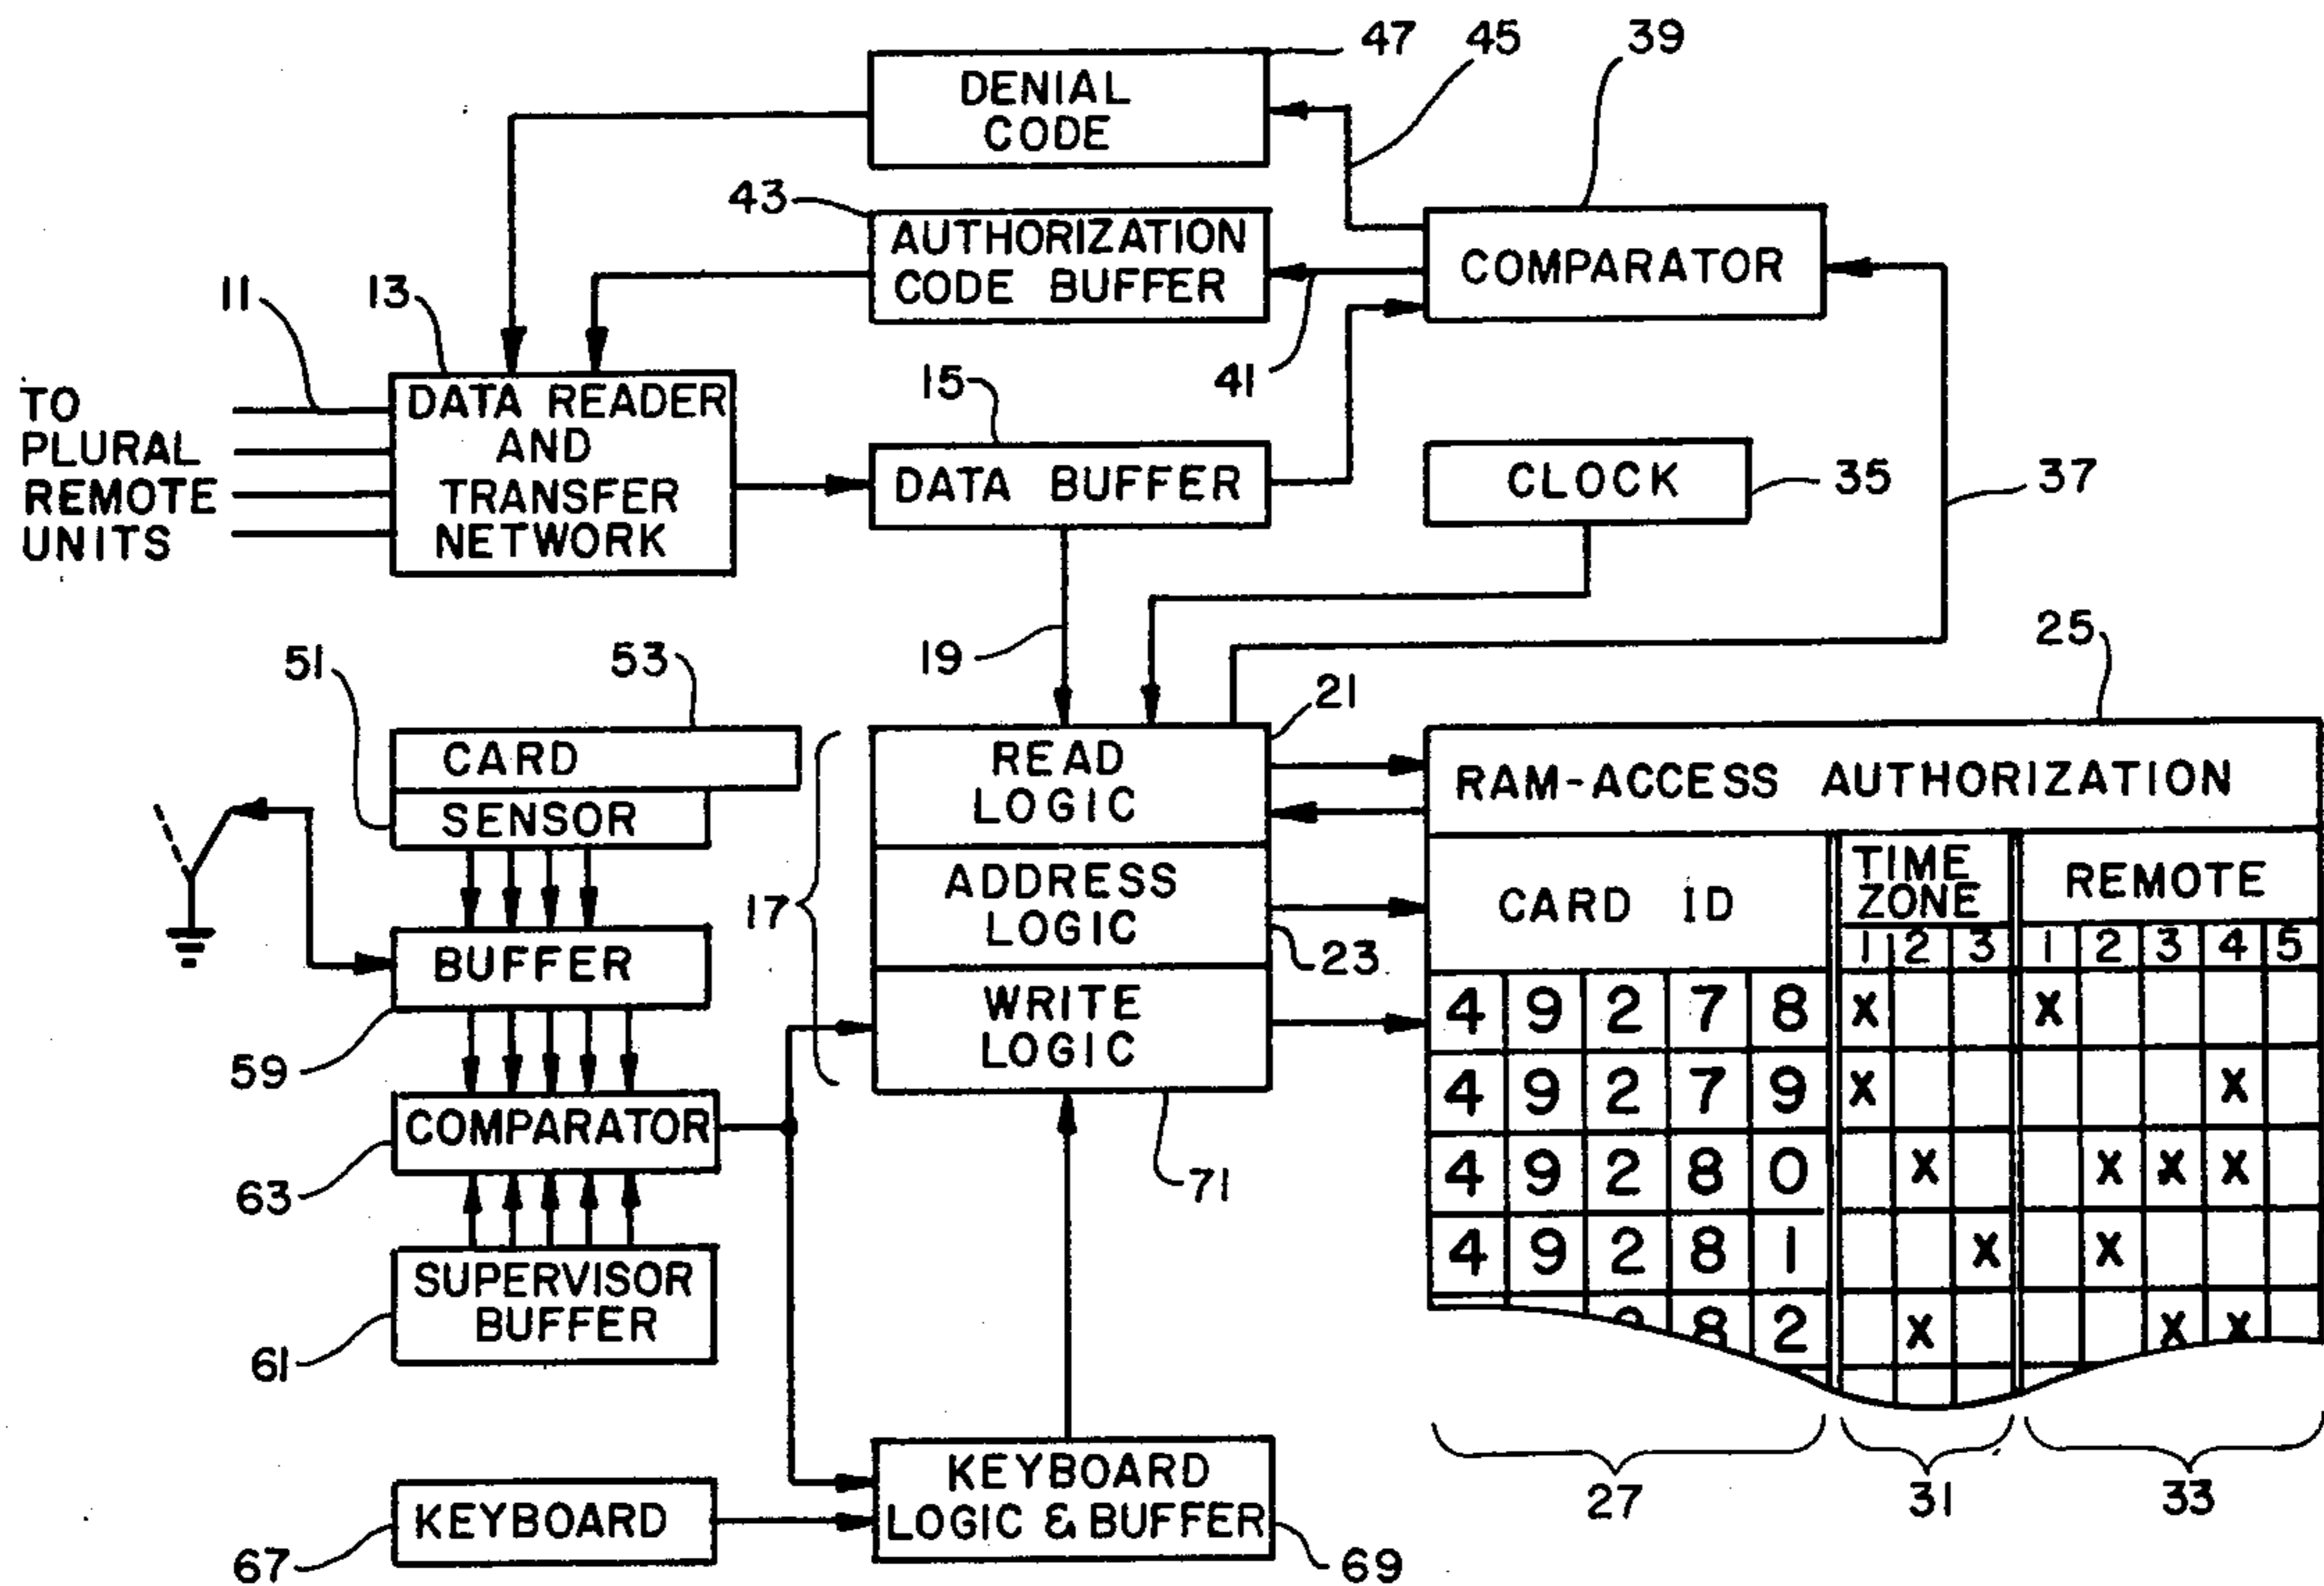 47
45
39
DENIAL
CODE
43
AUTHORIZATION
CODE BUFFER
COMPARATOR
11
13
41
15
TO
PLURAL
REMOTE
UNITS
DATA READER
AND
TRANSFER
NETWORK
DATA BUFFER
CLOCK
35
37
19
25
51
53
21
CARD
SENSOR
READ
LOGIC
RAM-ACCESS AUTHORIZATION
17
ADDRESS
LOGIC
23
CARD ID
TIME
ZONE
REMOTE
1 2 3 1 2 3 4 5
BUFFER
59
WRITE
LOGIC
71
4 9 2 7 8 X X
4 9 2 7 9 X X
4 9 2 8 0 X X X X
4 9 2 8 1 X X
2 8 2 X X X
COMPARATOR
63
SUPERVISOR
BUFFER
61
KEYBOARD
67
KEYBOARD
LOGIC & BUFFER
69
27
31
33